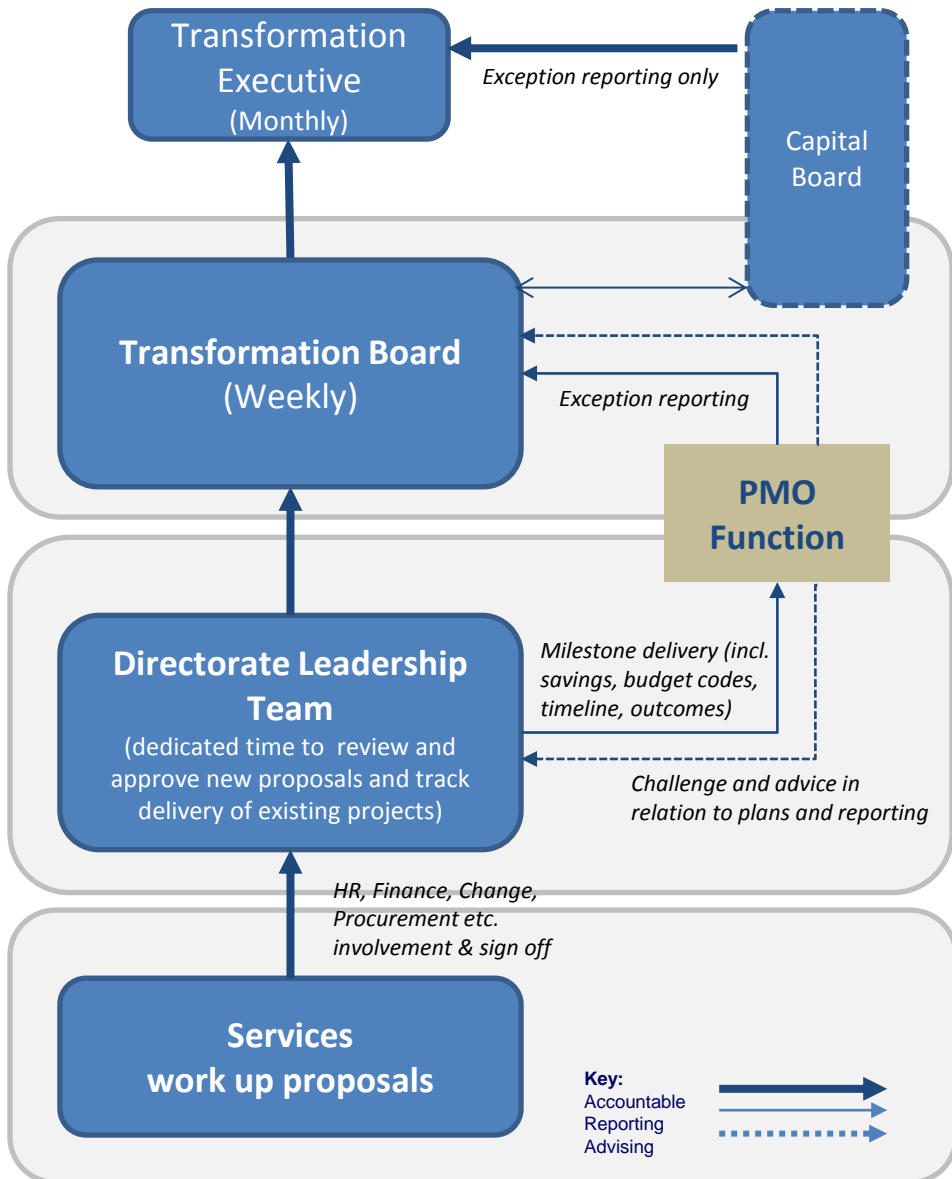 Transformation
Executive
(Monthly)
Exception reporting only
Capital
Board
Transformation Board
(Weekly)
Exception reporting
PMO
Function
Directorate Leadership
Team
(dedicated time to review and
approve new proposals and track
delivery of existing projects)
Milestone delivery (incl.
savings, budget codes,
timeline, outcomes)
Challenge and advice in
relation to plans and reporting
HR, Finance, Change,
Procurement etc.
involvement & sign off
Services
work up proposals
Key:
Accountable
Reporting
Advising